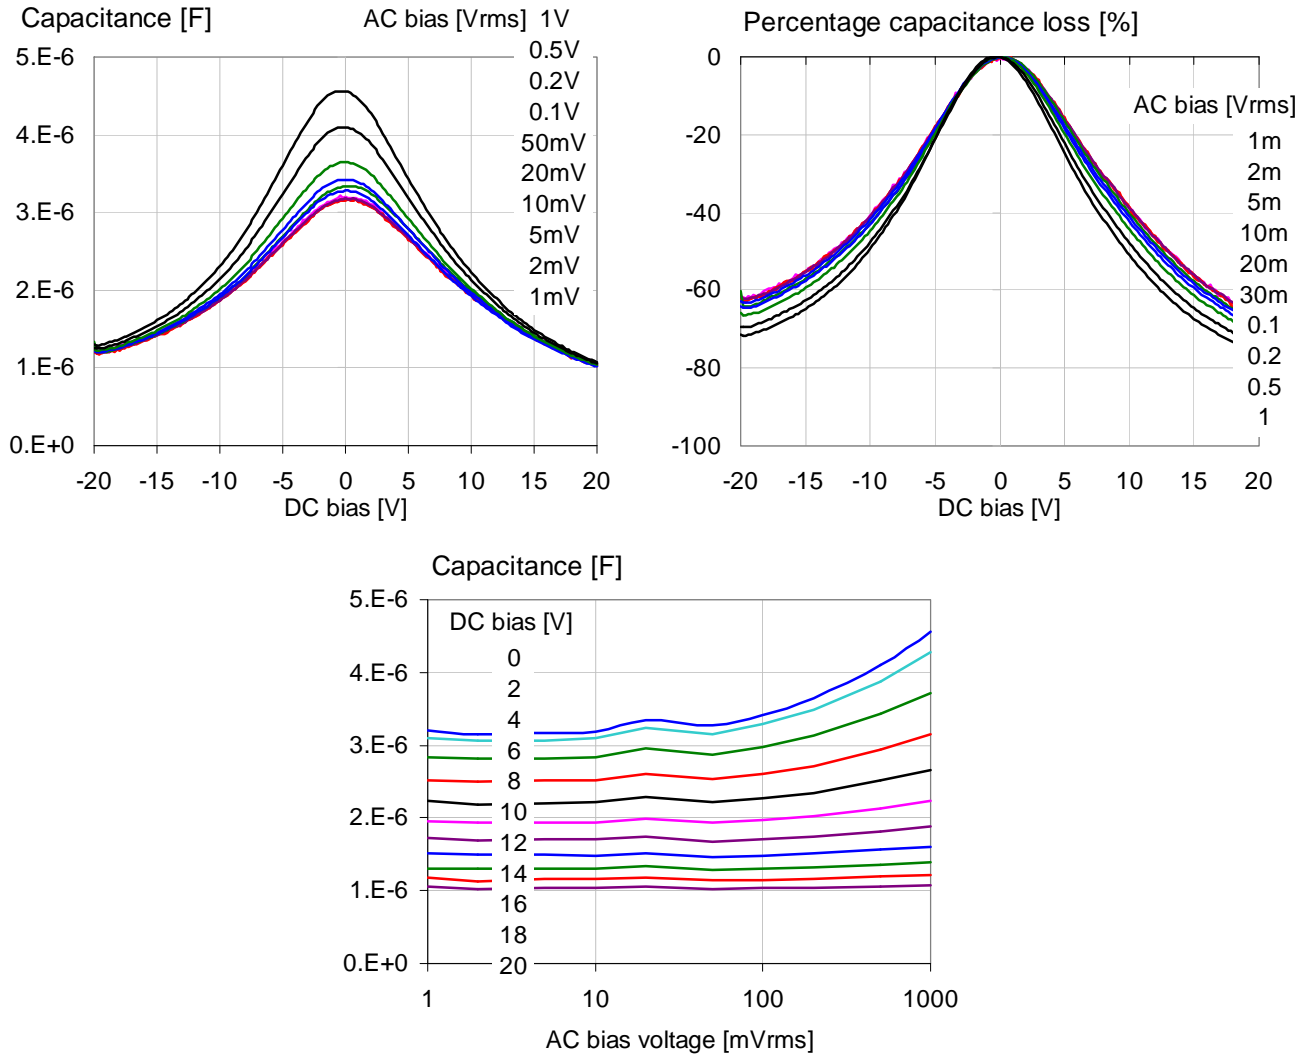 Capacitance [F]
AC bias [Vrms] 1V
0.5V
0.2V
0.1V
50mV
20mV
10mV
5mV
2mV
1mV
5.E-6
4.E-6
3.E-6
2.E-6
1.E-6
0.E+0
-20 -15 -10 -5 0 5 10 15 20
DC bias [V]
Percentage capacitance loss [%]
0
-20
-40
-60
-80
-100
AC bias [Vrms]
1m
2m
5m
10m
20m
30m
0.1
0.2
0.5
1
-20 -15 -10 -5 0 5 10 15 20
DC bias [V]
Capacitance [F]
5.E-6
4.E-6
3.E-6
2.E-6
1.E-6
0.E+0
DC bias [V]
0
2
4
6
8
10
12
14
16
18
20
1 10 100 1000
AC bias voltage [mVrms]